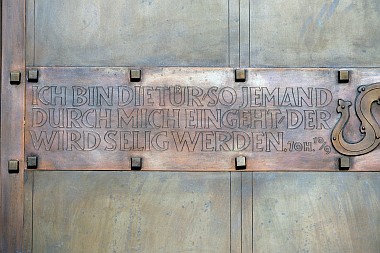 ICH BIN DIE TÜR·SO JEMAND
DURCH MICH EINGEHT·DER
WIRD SELIG WERDEN. JOH. 10/9